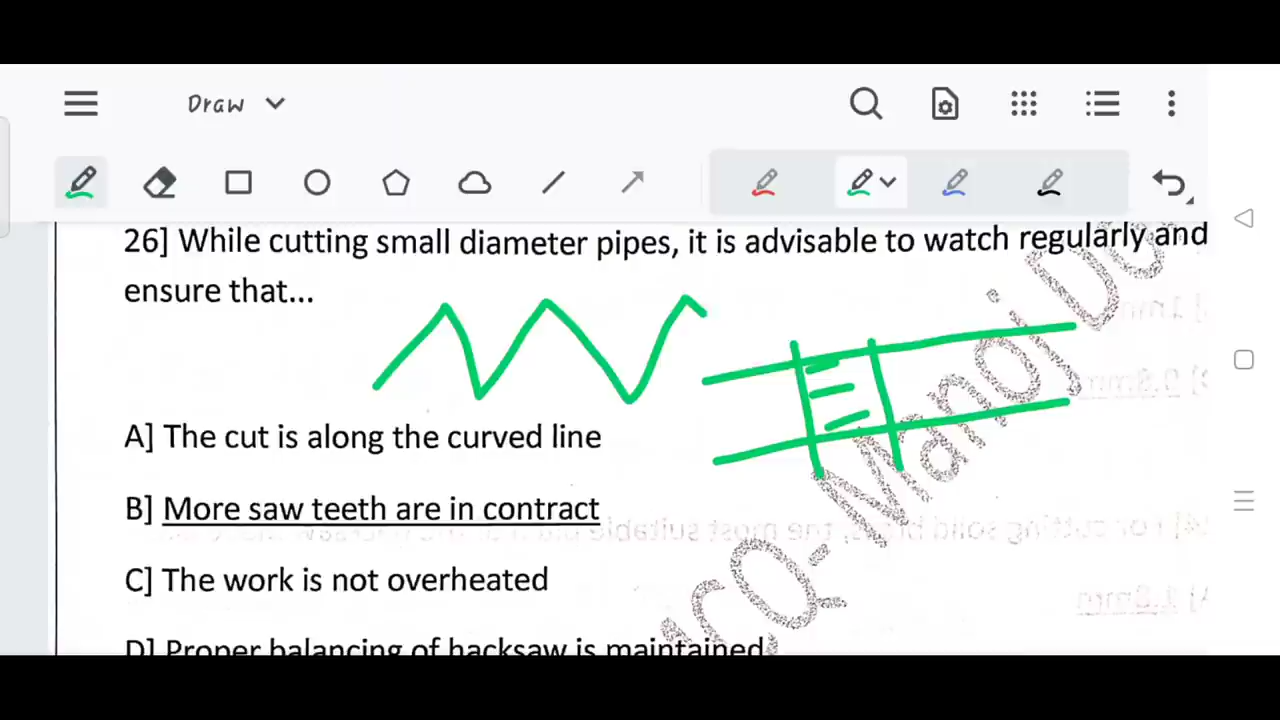 Draw
26] While cutting small diameter pipes, it is advisable to watch regularly and
ensure that...
A] The cut is along the curved line
B] More saw teeth are in contract
C] The work is not overheated
D] Proper balancing of hacksaw is maintained